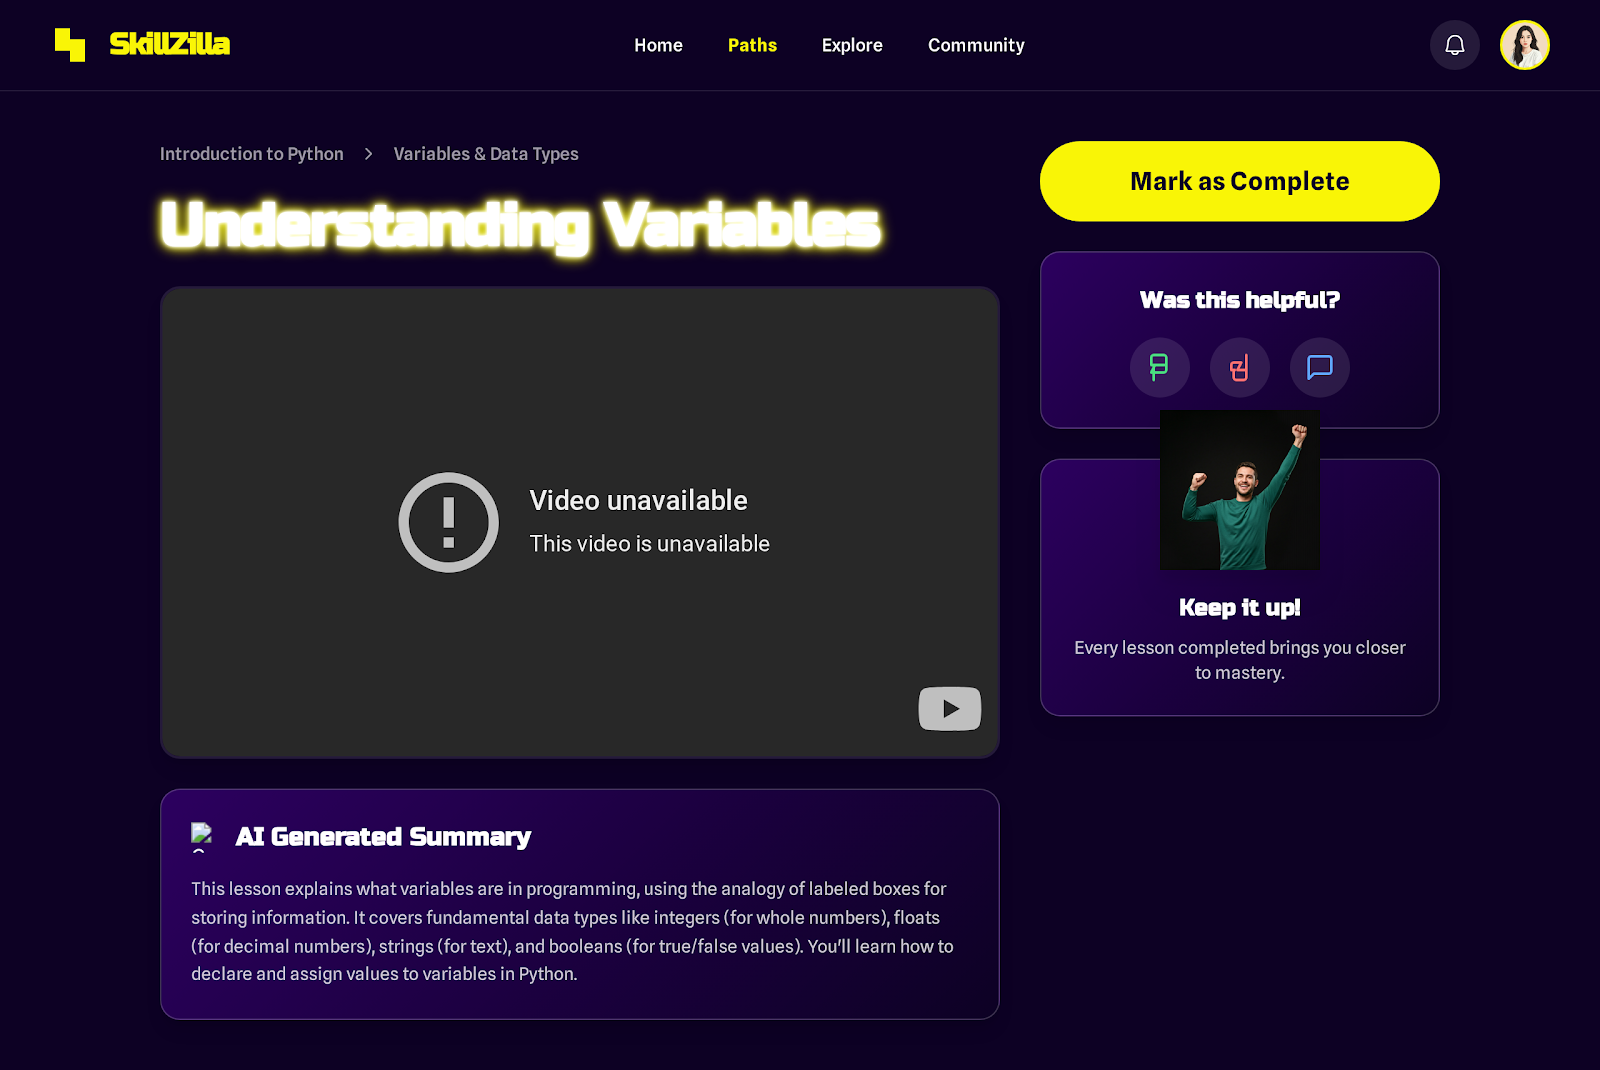 SkillZilla
Home
Paths
Explore
Community
Introduction to Python
Variables & Data Types
Understanding Variables
Video unavailable
This video is unavailable
AI Generated Summary
This lesson explains what variables are in programming, using the analogy of labeled boxes for
storing information. It covers fundamental data types like integers (for whole numbers), floats
(for decimal numbers), strings (for text), and booleans (for true/false values). You'll learn how to
declare and assign values to variables in Python.
Mark as Complete
Was this helpful?
Keep it up!
Every lesson completed brings you closer
to mastery.